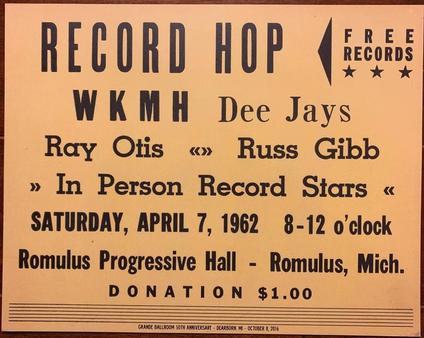 RECORD HOP
FREE
RECORDS
★ ★ ★
WKMH Dee Jays
Ray Otis «» Russ Gibb
» In Person Record Stars «
SATURDAY, APRIL 7, 1962 8-12 o'clock
Romulus Progressive Hall - Romulus, Mich.
DONATION $1.00
GRANDE BALLROOM 50TH ANNIVERSARY - DEARBORN MI - OCTOBER 8, 2016